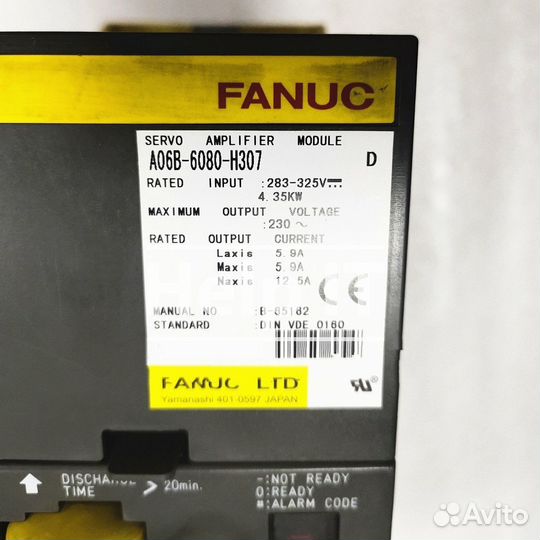 FANUC
SERVO AMPLIFIER MODULE
A06B-6080-H307 D
RATED INPUT :283-325V⎓
4.35KW
MAXIMUM OUTPUT VOLTAGE
:230 ~
RATED OUTPUT CURRENT
Laxis 5.9A
Maxis 5.9A
Naxis 12.5A
CE
MANUAL NO :B-65162
STANDARD :DIN VDE 0160
FANUC LTD
Yamanashi 401-0597 JAPAN
DISCHARGE
TIME > 20min.
-:NOT READY
0:READY
#:ALARM CODE
Avito